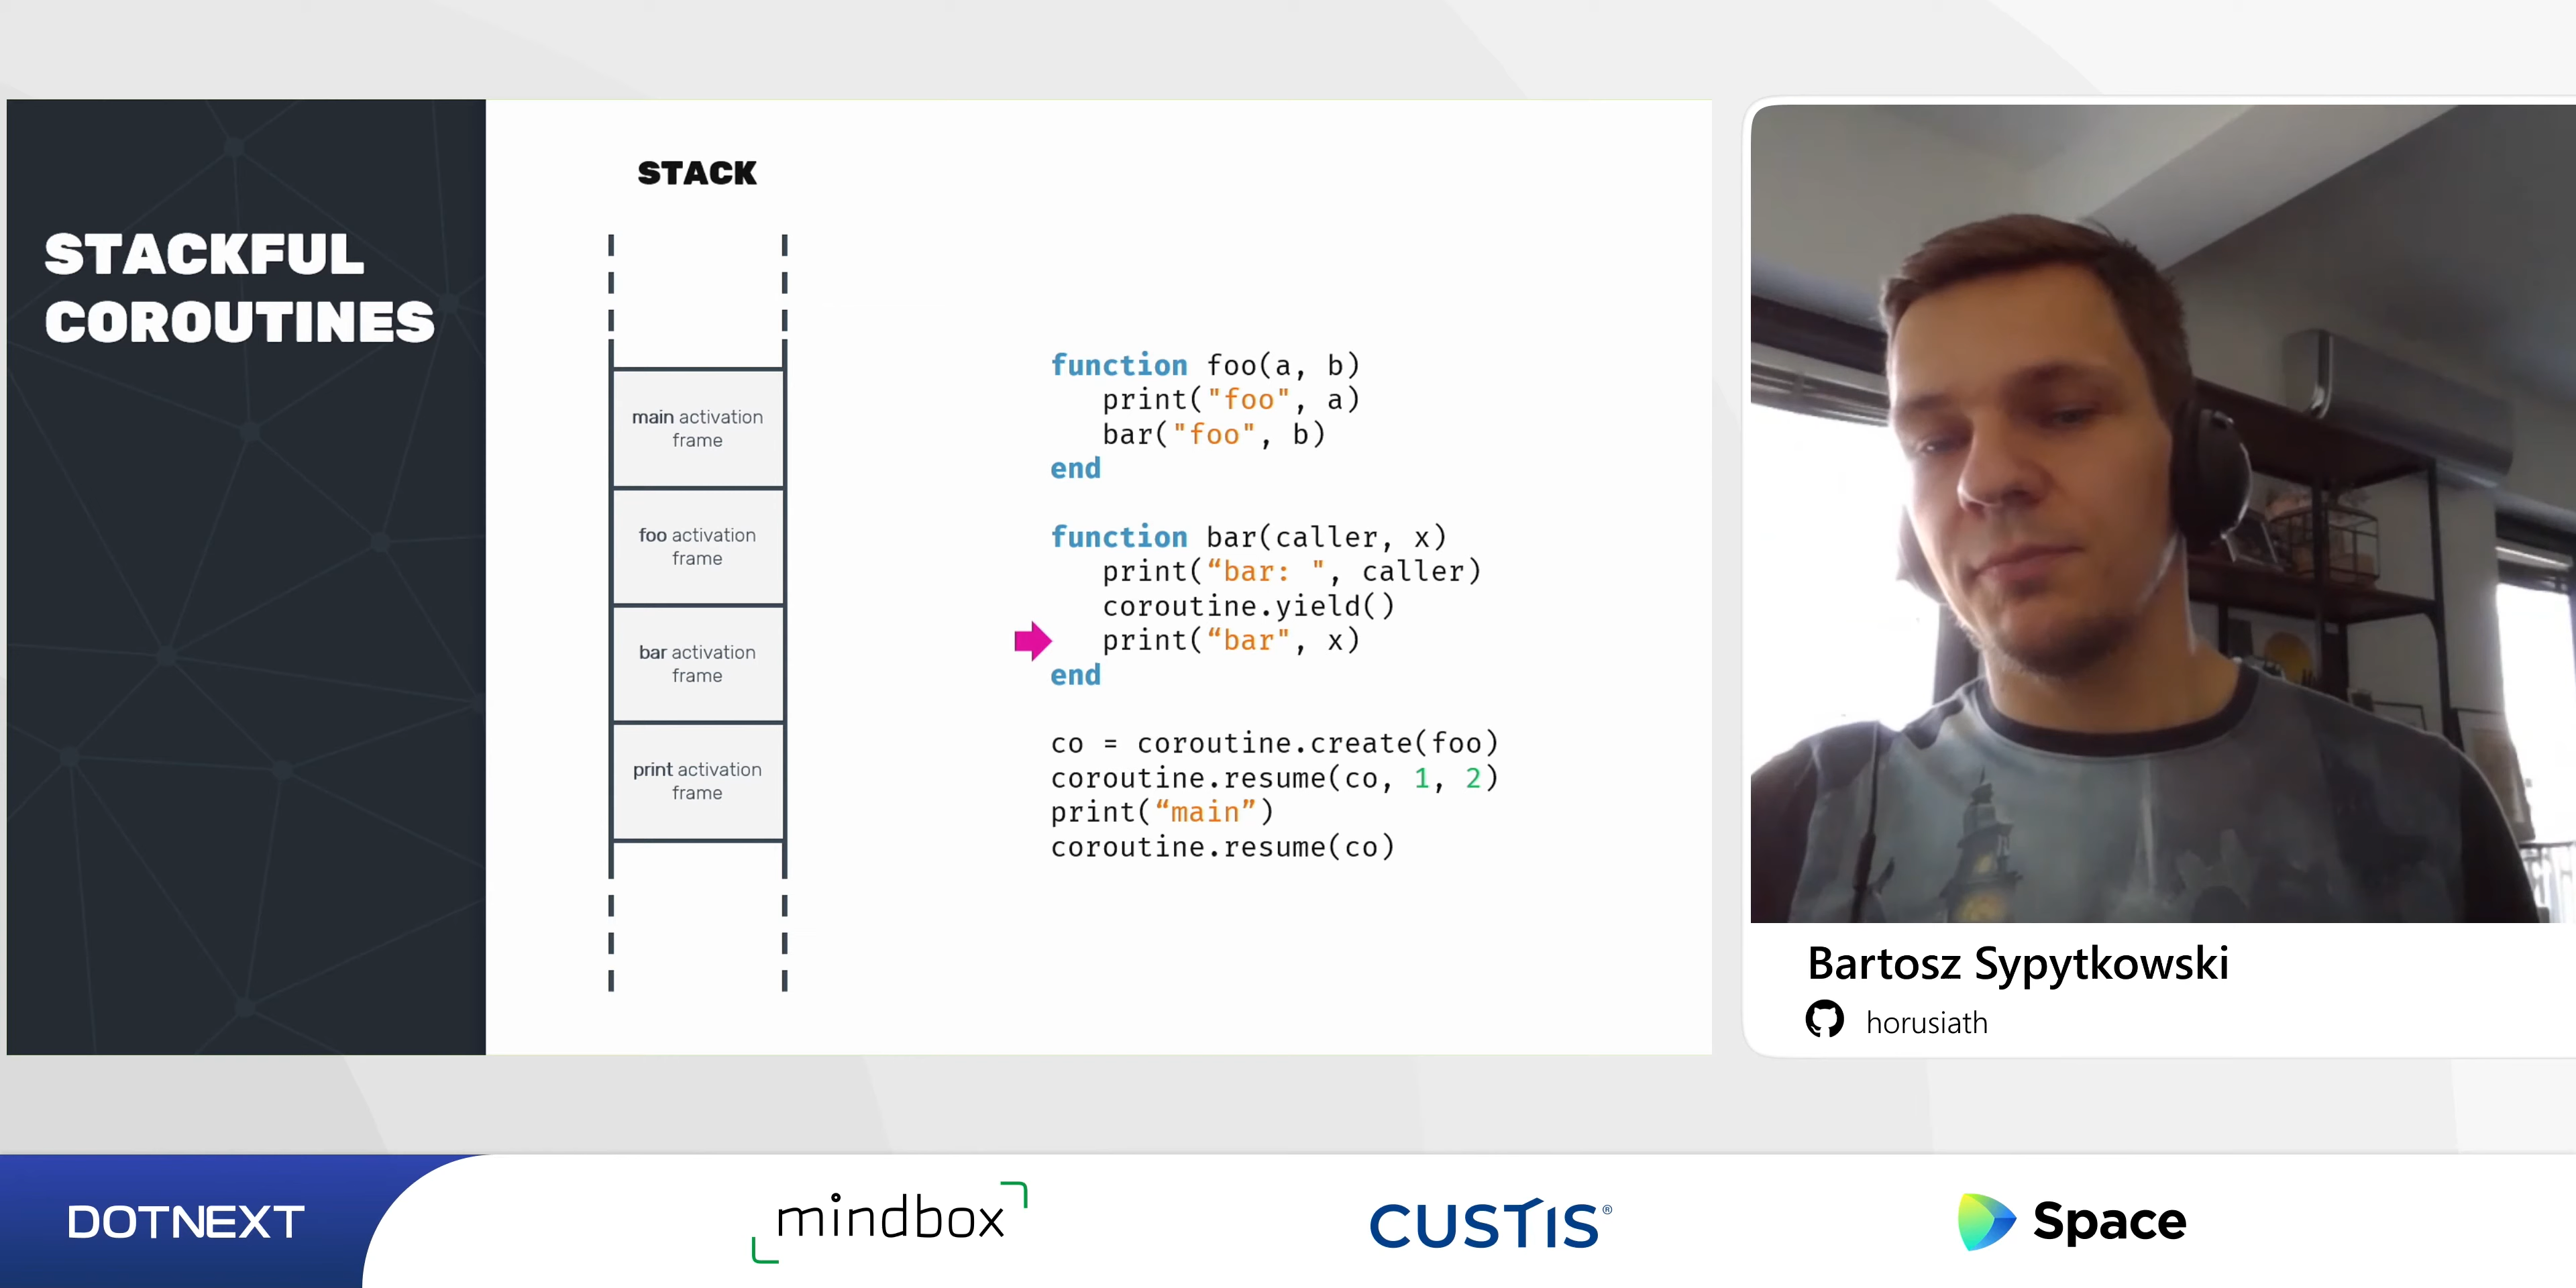 STACKFUL
COROUTINES
STACK
main activation
frame
foo activation
frame
bar activation
frame
print activation
frame
function foo(a, b)
print("foo", a)
bar("foo", b)
end
function bar(caller, x)
print(“bar: ", caller)
coroutine.yield()
print(“bar", x)
end
co = coroutine.create(foo)
coroutine.resume(co, 1, 2)
print(“main”)
coroutine.resume(co)
Bartosz Sypytkowski
horusiath
DOTNEXT
mindbox
CUSTIS®
Space